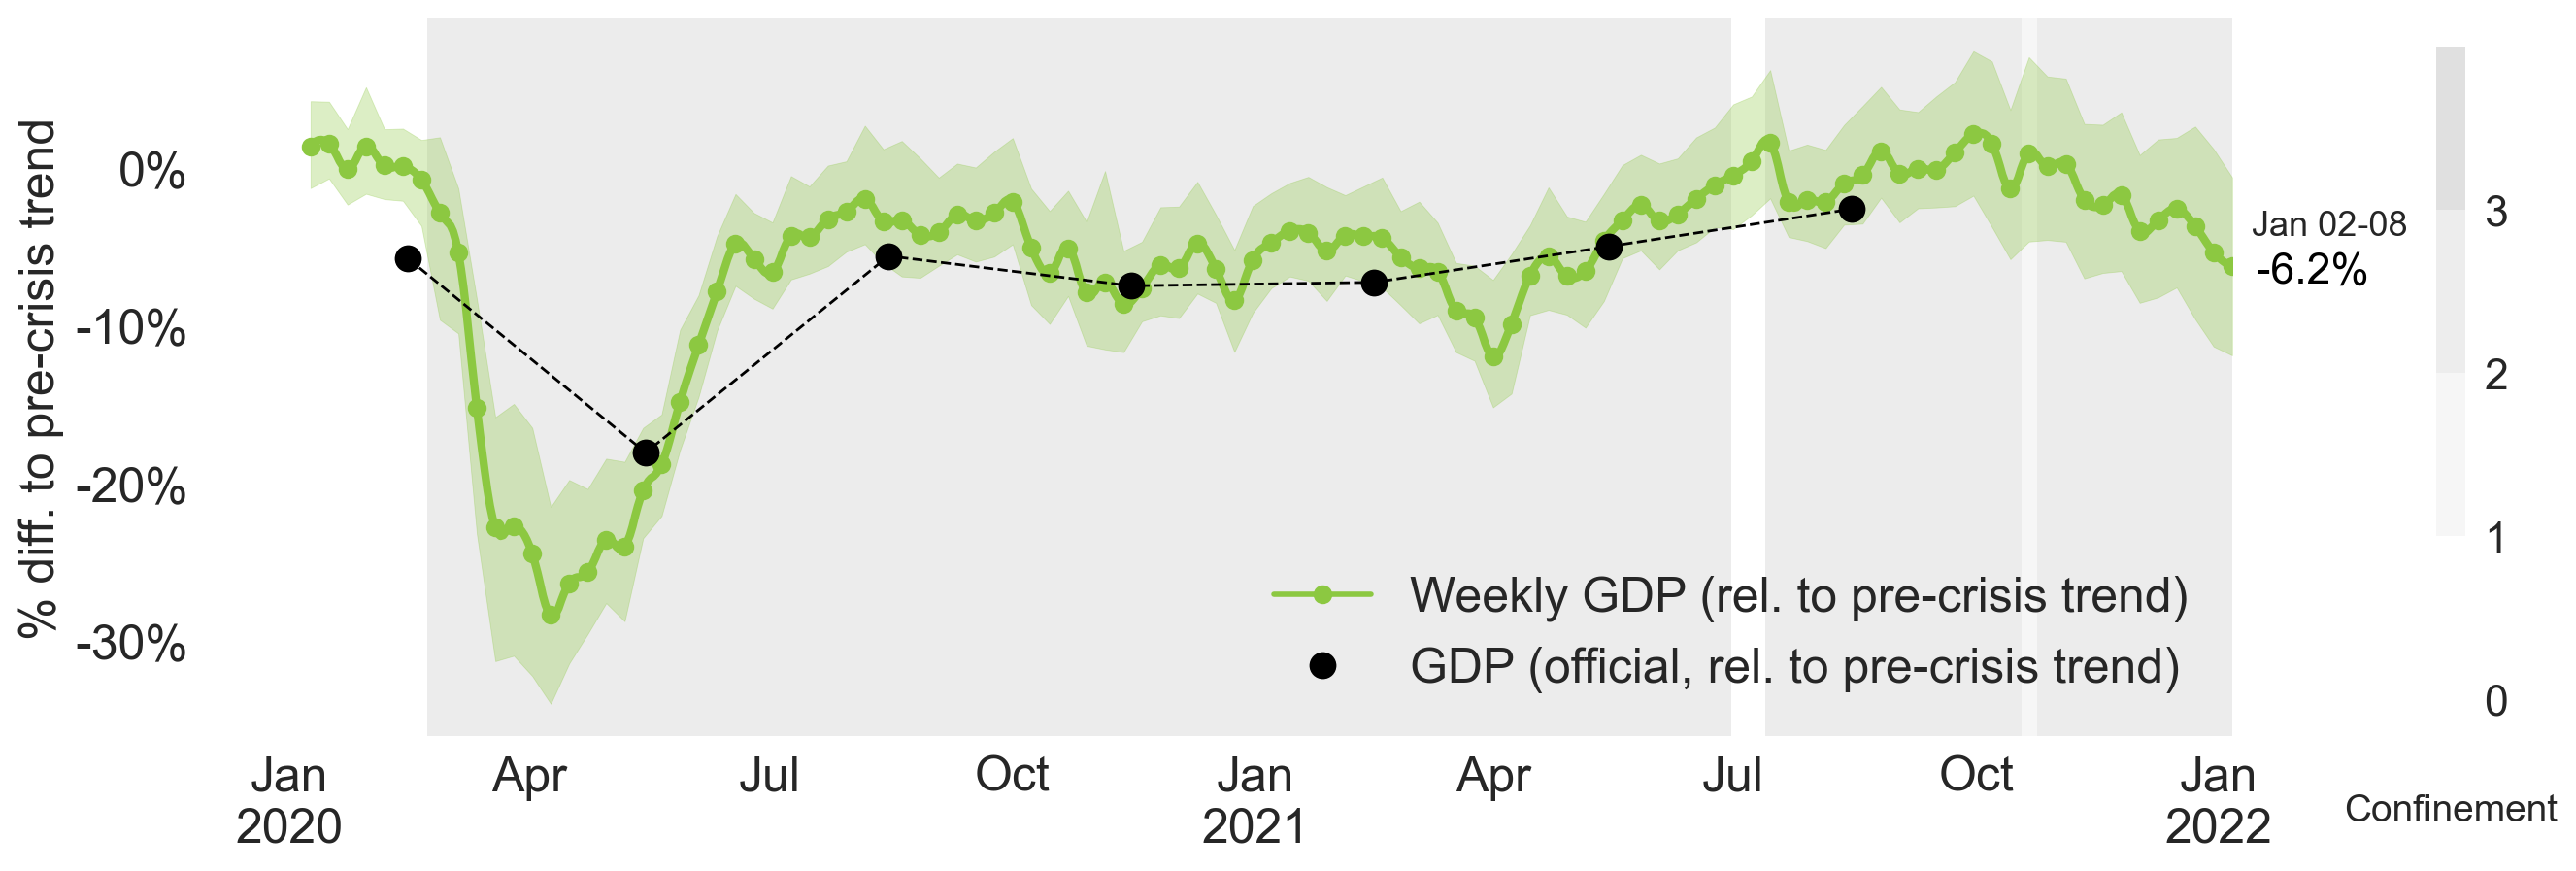 % diff. to pre-crisis trend
0%
-10%
-20%
-30%
Jan 02-08
-6.2%
3
2
1
0
Weekly GDP (rel. to pre-crisis trend)
GDP (official, rel. to pre-crisis trend)
Jan Apr Jul Oct Jan Apr Jul Oct Jan
2020 2021 2022
Confinement